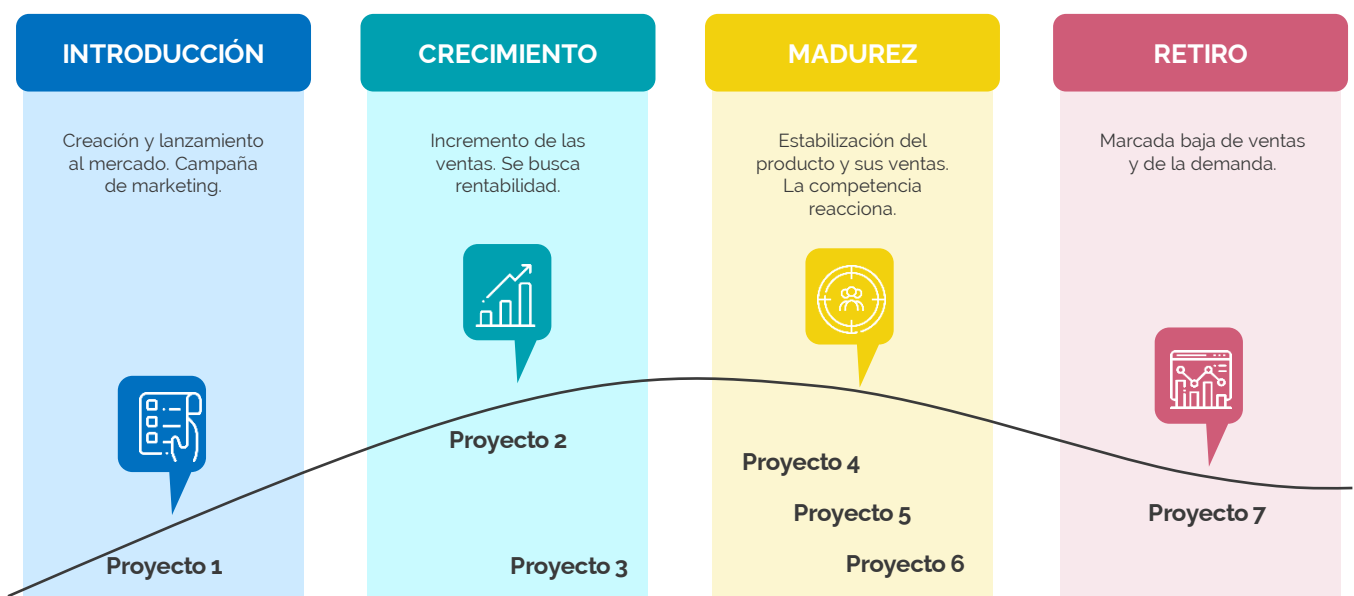 INTRODUCCIÓN
Creación y lanzamiento
al mercado. Campaña
de marketing.
Proyecto 1
CRECIMIENTO
Incremento de las
ventas. Se busca
rentabilidad.
Proyecto 2
Proyecto 3
MADUREZ
Estabilización del
producto y sus ventas.
La competencia
reacciona.
Proyecto 4
Proyecto 5
Proyecto 6
RETIRO
Marcada baja de ventas
y de la demanda.
Proyecto 7